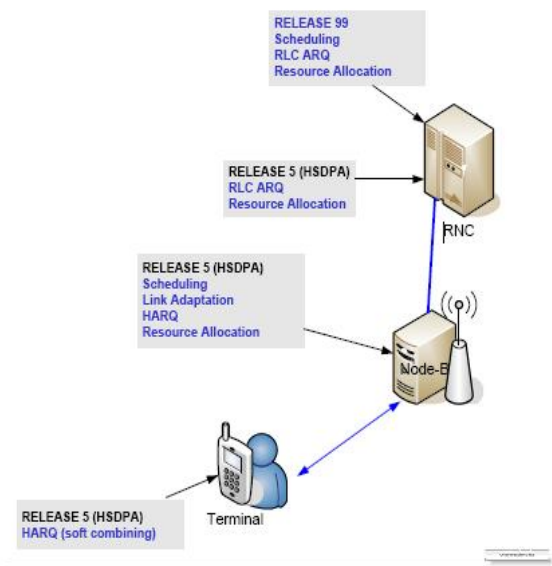 RELEASE 99
Scheduling
RLC ARQ
Resource Allocation
RELEASE 5 (HSDPA)
RLC ARQ
Resource Allocation
RNC
RELEASE 5 (HSDPA)
Scheduling
Link Adaptation
HARQ
Resource Allocation
Node-B
Terminal
RELEASE 5 (HSDPA)
HARQ (soft combining)